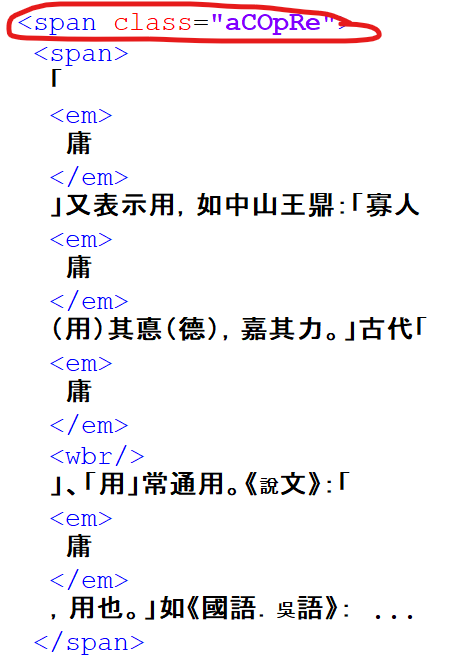 <span class="aCOpRe">
<span>
「
<em>
庸
</em>
」又表示用，如中山王鼎：「寡人
<em>
庸
</em>
（用）其悳（德），嘉其力。」古代「
<em>
庸
</em>
<wbr/>
」、「用」常通用。《說文》：「
<em>
庸
</em>
，用也。」如《國語．吳語》： ...
</span>